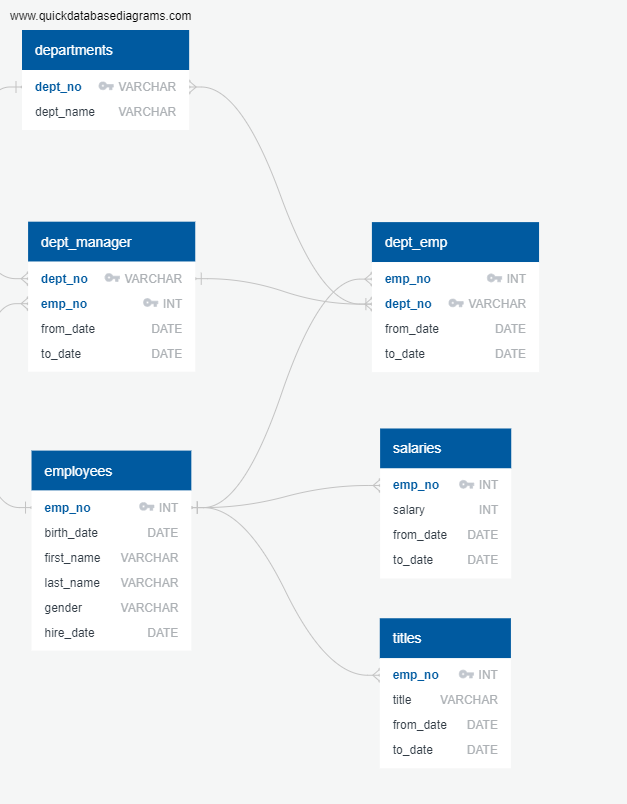 www.quickdatabasediagrams.com
departments
dept_no VARCHAR
dept_name VARCHAR
dept_manager
dept_no VARCHAR
emp_no INT
from_date DATE
to_date DATE
dept_emp
emp_no INT
dept_no VARCHAR
from_date DATE
to_date DATE
employees
emp_no INT
birth_date DATE
first_name VARCHAR
last_name VARCHAR
gender VARCHAR
hire_date DATE
salaries
emp_no INT
salary INT
from_date DATE
to_date DATE
titles
emp_no INT
title VARCHAR
from_date DATE
to_date DATE